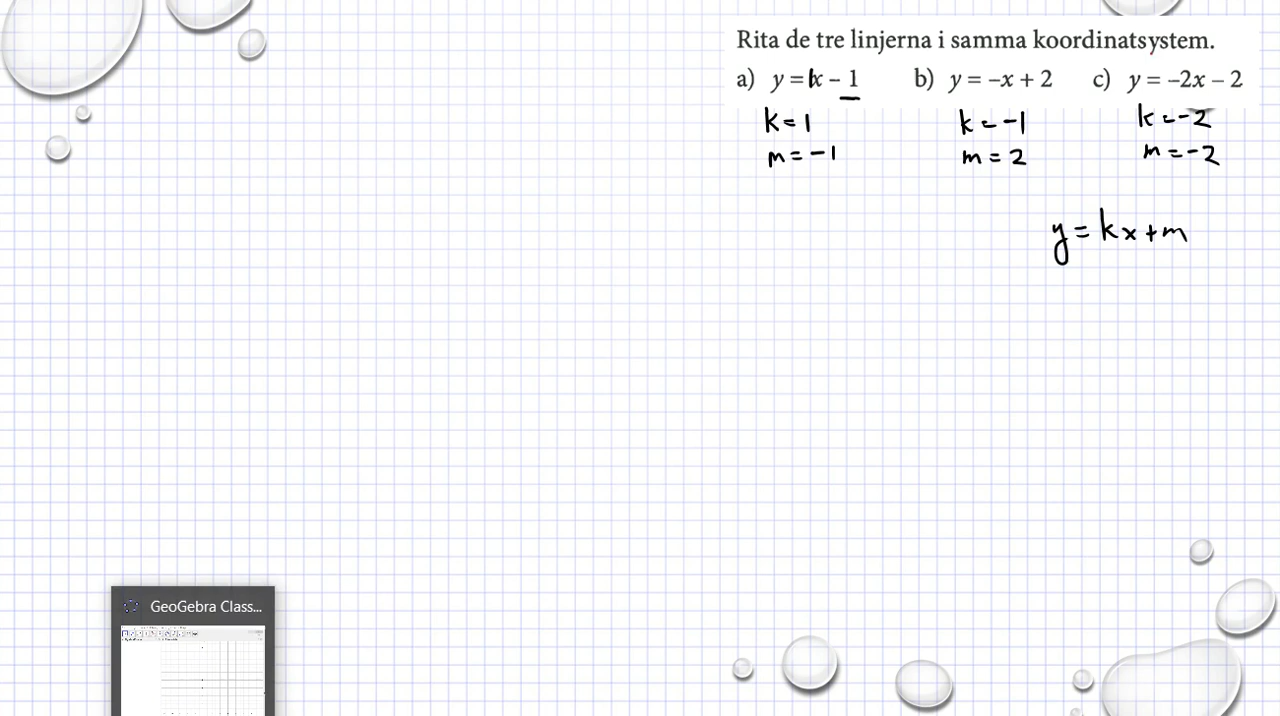 Rita de tre linjerna i samma koordinatsystem.
a) y = 1x – 1 b) y = –x + 2 c) y = –2x – 2
k = 1 k = -1 k = -2
m = -1 m = 2 m = -2
y = kx + m
GeoGebra Class...